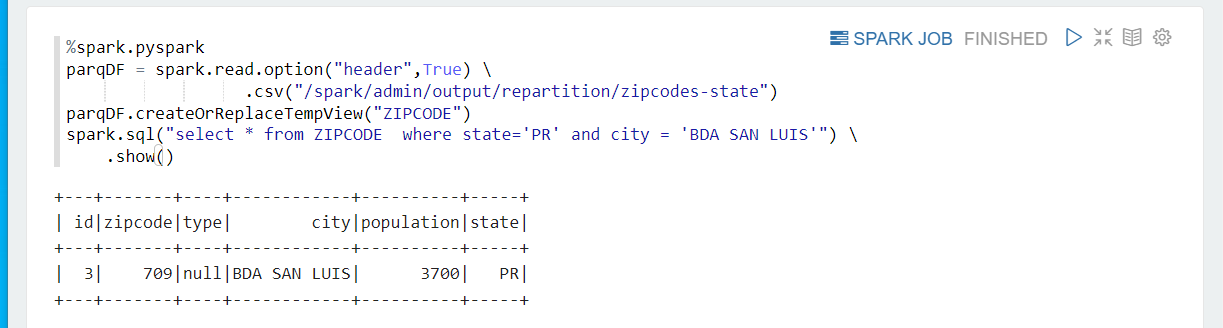 %spark.pyspark
SPARK JOB FINISHED
parqDF = spark.read.option("header",True) \
.csv("/spark/admin/output/repartition/zipcodes-state")
parqDF.createOrReplaceTempView("ZIPCODE")
spark.sql("select * from ZIPCODE  where state='PR' and city = 'BDA SAN LUIS'") \
.show()
+---+-------+----+------------+----------+-----+
| id|zipcode|type|        city|population|state|
+---+-------+----+------------+----------+-----+
|  3|    709|null|BDA SAN LUIS|      3700|   PR|
+---+-------+----+------------+----------+-----+